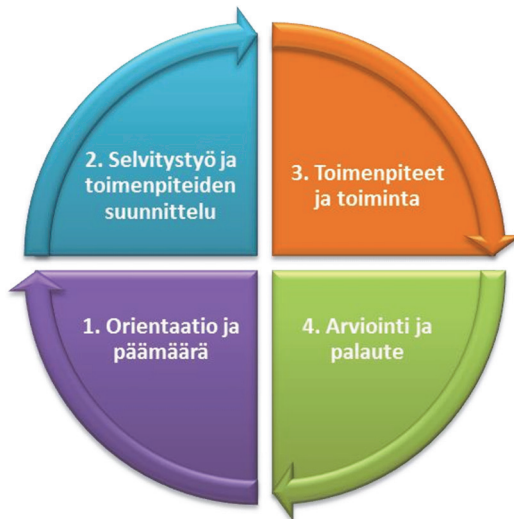 2. Selvitystyö ja
toimenpiteiden
suunnittelu
3. Toimenpiteet
ja toiminta
1. Orientaatio ja
päämäärä
4. Arviointi ja
palaute